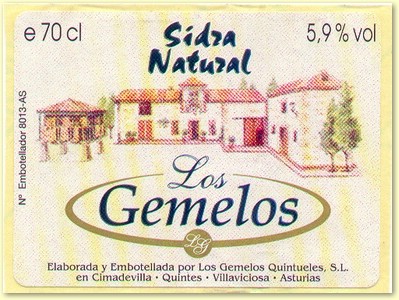 e 70 cl
Sidra
Natural
5,9% vol
Nº Embotellador 8013-AS
Los
Gemelos
LG
Elaborada y Embotellada por Los Gemelos Quintueles, S.L.
en Cimadevilla · Quintes · Villaviciosa · Asturias